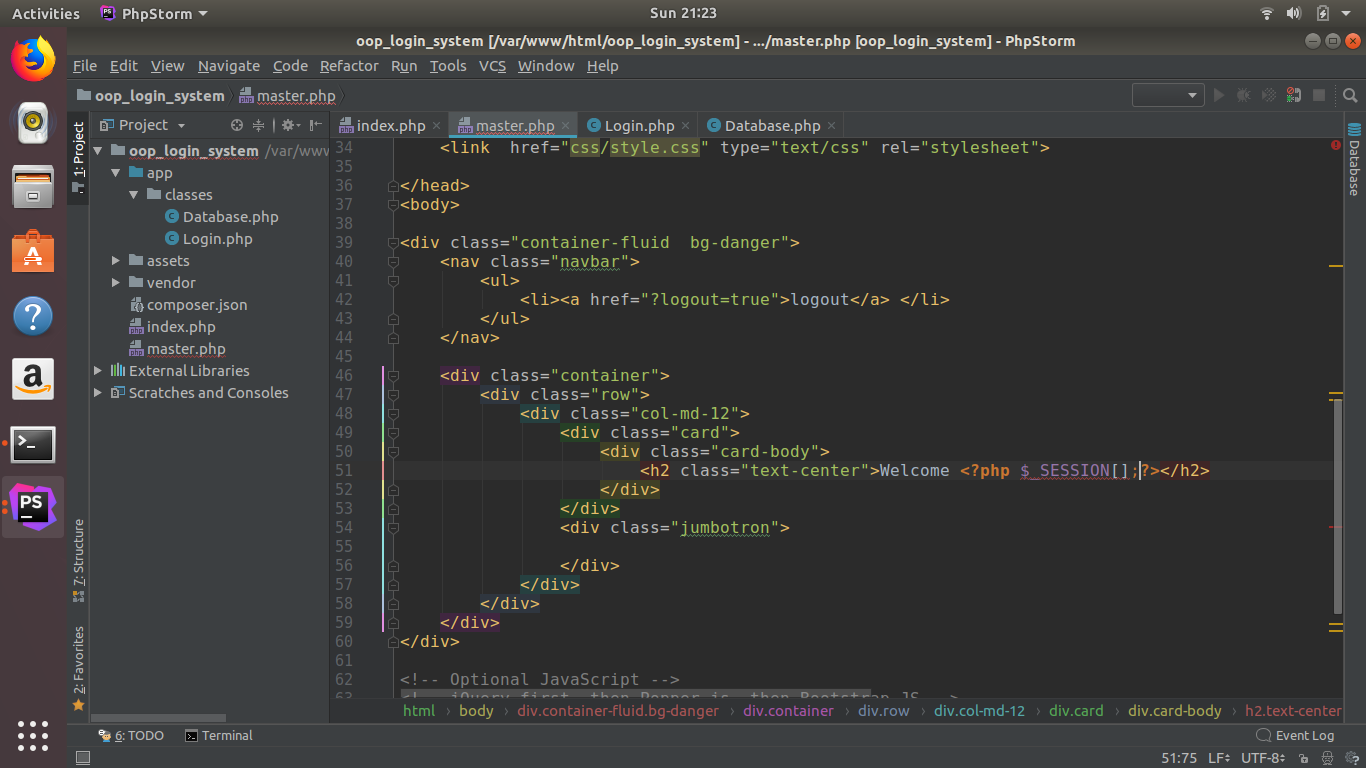 Activities PhpStorm Sun 21:23
oop_login_system [/var/www/html/oop_login_system] - .../master.php [oop_login_system] - PhpStorm
File Edit View Navigate Code Refactor Run Tools VCS Window Help
oop_login_system master.php
Project index.php master.php Login.php Database.php
1: Project
Database
oop_login_system /var/www
app
classes
Database.php
Login.php
assets
vendor
composer.json
index.php
master.php
External Libraries
Scratches and Consoles
7: Structure
2: Favorites
34 <link  href="css/style.css" type="text/css" rel="stylesheet">
35
36 </head>
37 <body>
38
39 <div class="container-fluid  bg-danger">
40 <nav class="navbar">
41 <ul>
42 <li><a href="?logout=true">logout</a> </li>
43 </ul>
44 </nav>
45
46 <div class="container">
47 <div class="row">
48 <div class="col-md-12">
49 <div class="card">
50 <div class="card-body">
51 <h2 class="text-center">Welcome <?php $_SESSION[];?></h2>
52 </div>
53 </div>
54 <div class="jumbotron">
55
56 </div>
57 </div>
58 </div>
59 </div>
60 </div>
61
62 <!-- Optional JavaScript -->
63 <!-- jQuery first, then Popper.js, then Bootstrap JS -->
html body div.container-fluid.bg-danger div.container div.row div.col-md-12 div.card div.card-body h2.text-center
6: TODO Terminal Event Log
51:75 LF UTF-8